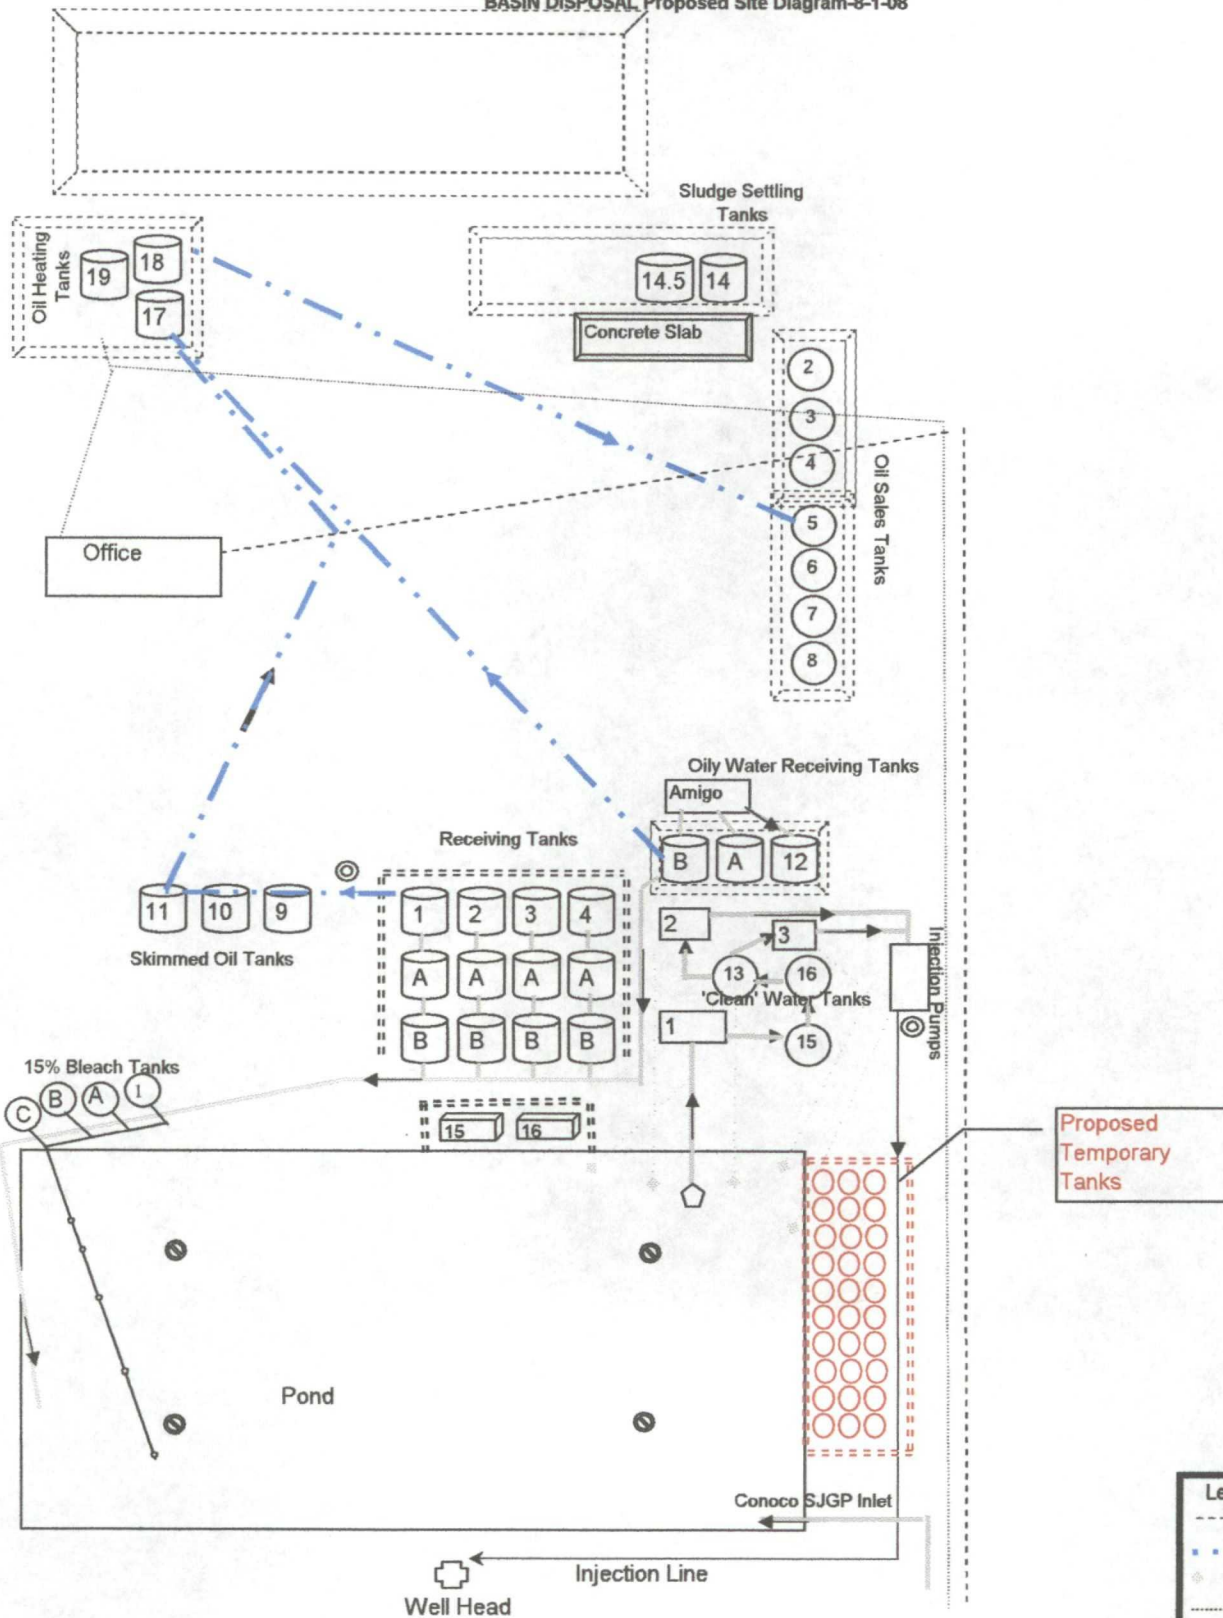 BASIN DISPOSAL Proposed Site Diagram-8-1-08
Sludge Settling
Tanks
Oil Heating
Tanks
19
18
17
14.5
14
Concrete Slab
2
3
4
Oil Sales Tanks
5
6
7
8
Office
Oily Water Receiving Tanks
Amigo
B
A
12
Receiving Tanks
11
10
9
Skimmed Oil Tanks
1
2
3
4
A
A
A
A
B
B
B
B
2
3
13
16
'Clean' Water Tanks
1
15
Injection Pumps
15% Bleach Tanks
C
B
A
1
15
16
Proposed
Temporary
Tanks
Pond
Conoco SJGP Inlet
Injection Line
Well Head